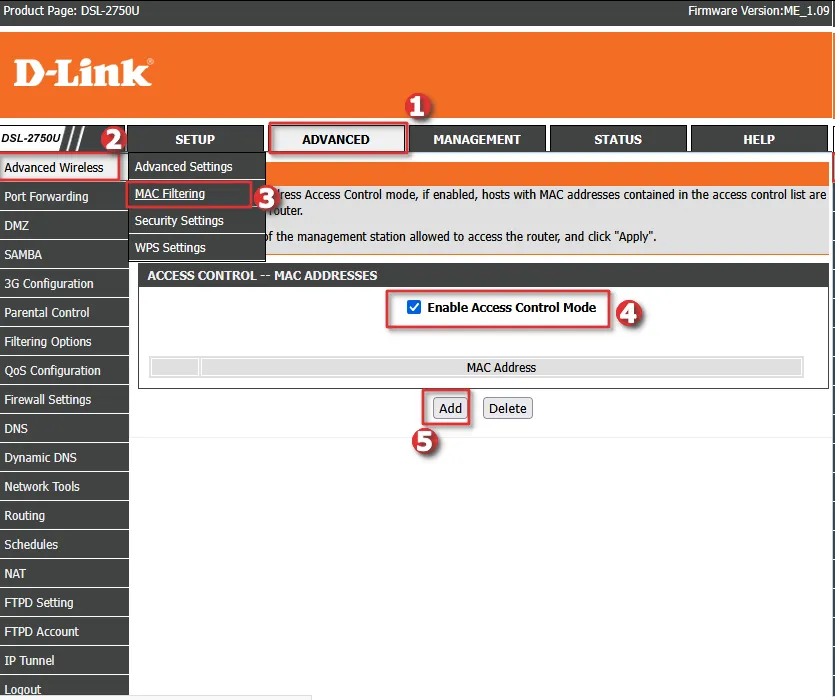 Product Page: DSL-2750U
Firmware Version:ME_1.09
D-Link
1
DSL-2750U
2
SETUP
ADVANCED
MANAGEMENT
STATUS
HELP
Advanced Wireless
Advanced Settings
Port Forwarding
MAC Filtering
3
dress Access Control mode, if enabled, hosts with MAC addresses contained in the access control list are
router.
DMZ
Security Settings
of the management station allowed to access the router, and click "Apply".
SAMBA
WPS Settings
3G Configuration
Parental Control
Filtering Options
QoS Configuration
Firewall Settings
DNS
Dynamic DNS
Network Tools
Routing
Schedules
NAT
FTPD Setting
FTPD Account
IP Tunnel
Logout
ACCESS CONTROL -- MAC ADDRESSES
Enable Access Control Mode
4
MAC Address
Add
Delete
5